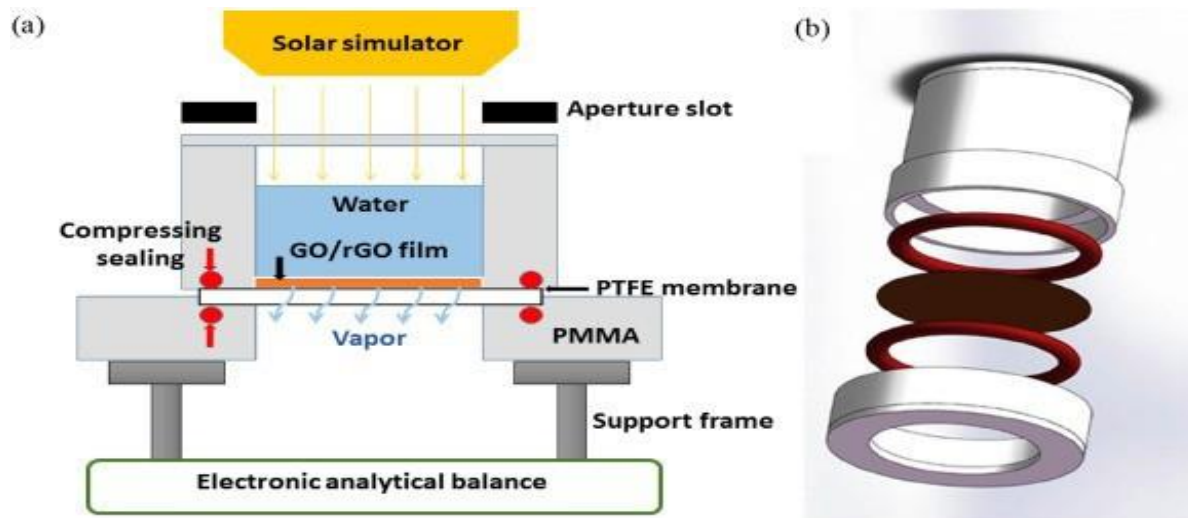 (a)
Solar simulator
Aperture slot
Water
Compressing
sealing
GO/rGO film
PTFE membrane
Vapor
PMMA
Support frame
Electronic analytical balance
(b)